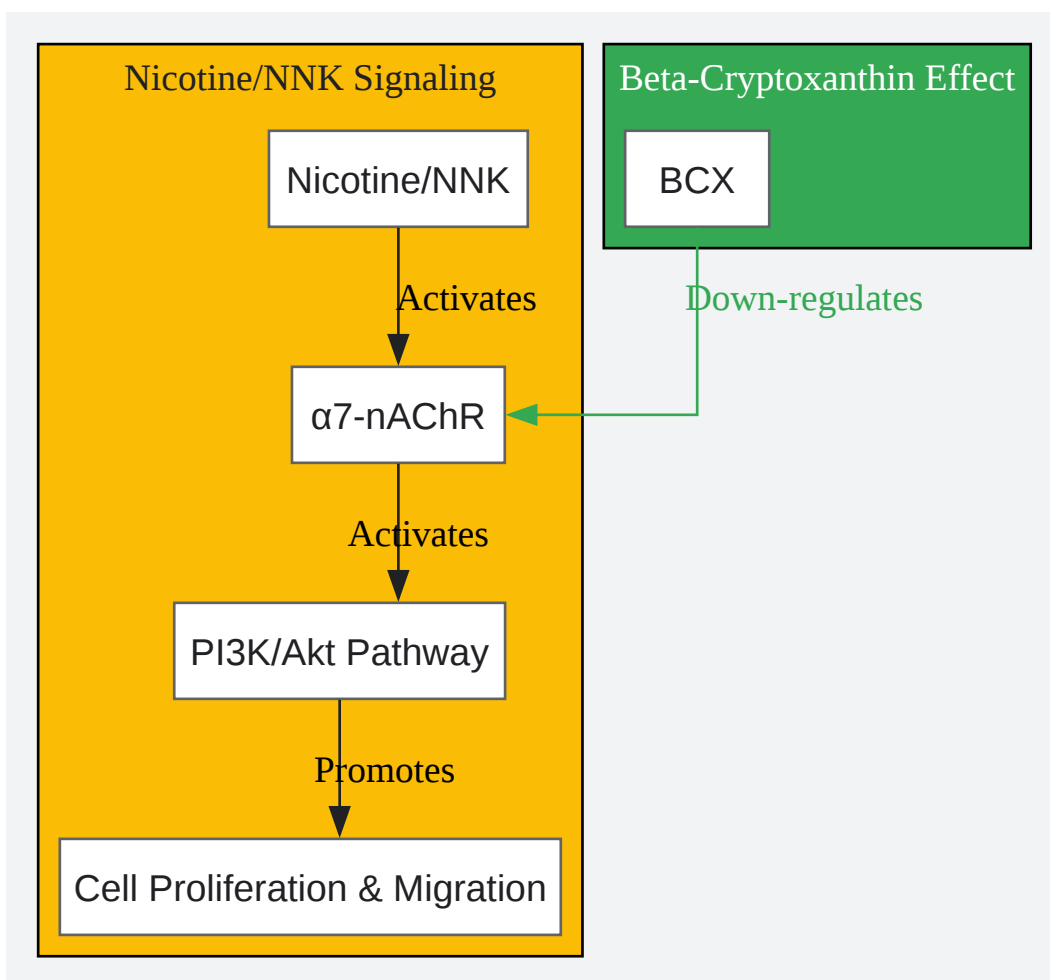 Nicotine/NNK Signaling
Beta-Cryptoxanthin Effect
Nicotine/NNK
BCX
Activates
Down-regulates
α7-nAChR
Activates
PI3K/Akt Pathway
Promotes
Cell Proliferation & Migration